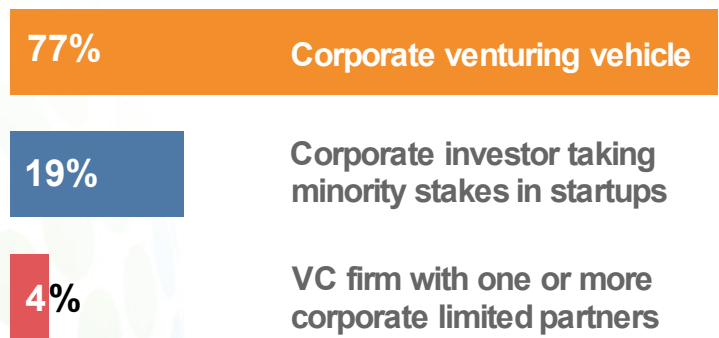 77% Corporate venturing vehicle
19% Corporate investor taking
minority stakes in startups
4% VC firm with one or more
corporate limited partners